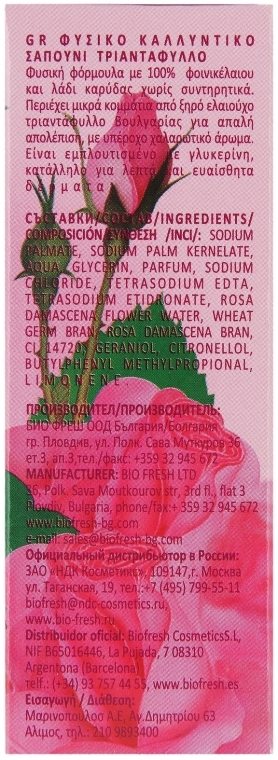 GR ΦΥΣΙΚΟ ΚΑΛΛΥΝΤΙΚΟ
ΣΑΠΟΥΝΙ ΤΡΙΑΝΤΑΦΥΛΛΟ
Φυσική φόρμουλα με 100% φοινικέλαιου
και λάδι καρύδας χωρίς συντηρητικά.
Περιέχει μικρά κομματια από ξηρό ελαιούχο
τριαντάφυλλο Βουλγαρίας για απαλή
απολέπιση, με υπέροχο χαλαρωτικό άρωμα.
Είναι εμπλουτισμένο με γλυκερίνη,
κατάλληλο για λεπτά και ευαίσθητα
δέρματα.
СЪСТАВКИ/СОСТАВ/INGREDIENTS/
COMPOSICIÓN/ΣΥΝΘΕΣΗ /INCI/: SODIUM
PALMATE, SODIUM PALM KERNELATE,
AQUA, GLYCERIN, PARFUM, SODIUM
CHLORIDE, TETRASODIUM EDTA,
TETRASODIUM ETIDRONATE, ROSA
DAMASCENA FLOWER WATER, WHEAT
GERM BRAN, ROSA DAMASCENA BRAN,
CI 14720, GERANIOL, CITRONELLOL,
BUTYLPHENYL METHYLPROPIONAL,
LIMONENE.
ПРОИЗВОДИТЕЛ/ПРОИЗВОДИТЕЛЬ:
БИО ФРЕШ ООД България/Болгария
гр. Пловдив, ул. Полк. Сава Муткуров 36
ет.3, ап.3,тел./факс: +359 32 945 672
MANUFACTURER: BIO FRESH LTD
36, Polk. Sava Moutkourov str, 3rd fl., flat 3
Plovdiv, Bulgaria, phone/fax:+ 359 32 945 672
www.biofresh-bg.com
e-mail: sales@biofresh-bg.com
Официальный дистрибьютор в России:
ЗАО «НДК Косметикс», 109147,г. Москва
ул. Таганская, 19, тел.:+7 (495) 799-55-11
biofresh@ndc-cosmetics.ru,
www.bio-fresh.ru.
Distribuidor oficial: Biofresh CosmeticsS.L,
NIF B65016446, La Pujada, 7 08310
Argentona (Barcelona)
telf.: (+34) 93 757 44 55, www.biofresh.es
Εισαγωγή / Διάθεση:
Μαρινοπουλοσ Α.Ε, Αν.Δημητρίου 63
Αλιμος, τηλ.: 210 9893400